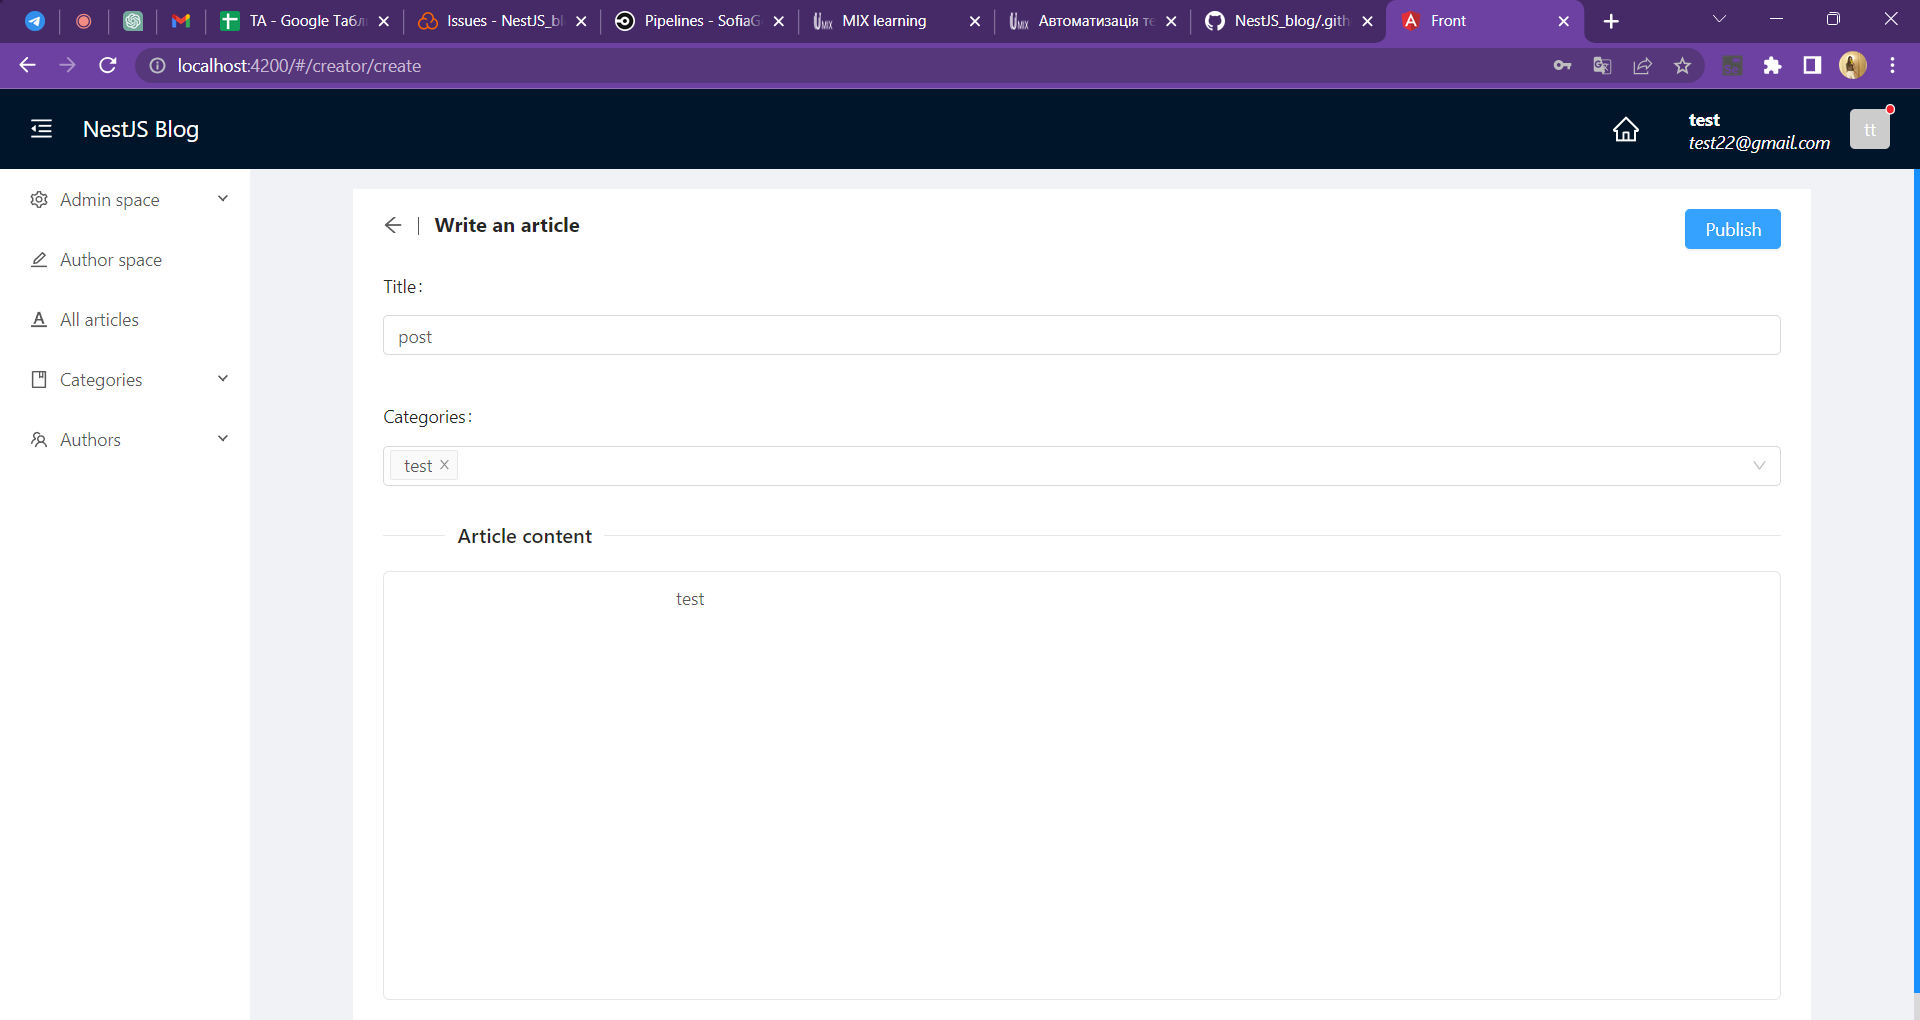 TA - Google Табл
Issues - NestJS_bl
Pipelines - SofiaG
MIX learning
Автоматизація те
NestJS_blog/.gith
Front
localhost:4200/#/creator/create
NestJS Blog
test
test22@gmail.com
tt
Admin space
Author space
All articles
Categories
Authors
Write an article
Publish
Title:
post
Categories:
test
Article content
test